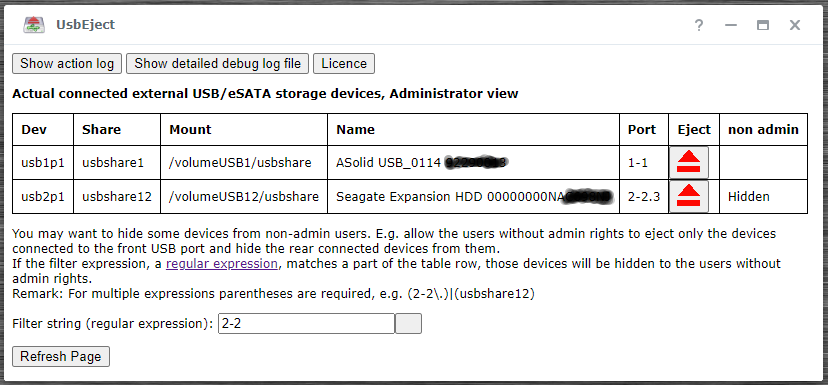 UsbEject
Show action log Show detailed debug log file Licence
Actual connected external USB/eSATA storage devices, Administrator view
Dev Share Mount Name Port Eject non admin
usb1p1 usbshare1 /volumeUSB1/usbshare ASolid USB_0114 1-1
usb2p1 usbshare12 /volumeUSB12/usbshare Seagate Expansion HDD 00000000NA 2-2.3 Hidden
You may want to hide some devices from non-admin users. E.g. allow the users without admin rights to eject only the devices
connected to the front USB port and hide the rear connected devices from them.
If the filter expression, a regular expression, matches a part of the table row, those devices will be hidden to the users without
admin rights.
Remark: For multiple expressions parentheses are required, e.g. (2-2\.)|(usbshare12)
Filter string (regular expression): 2-2
Refresh Page